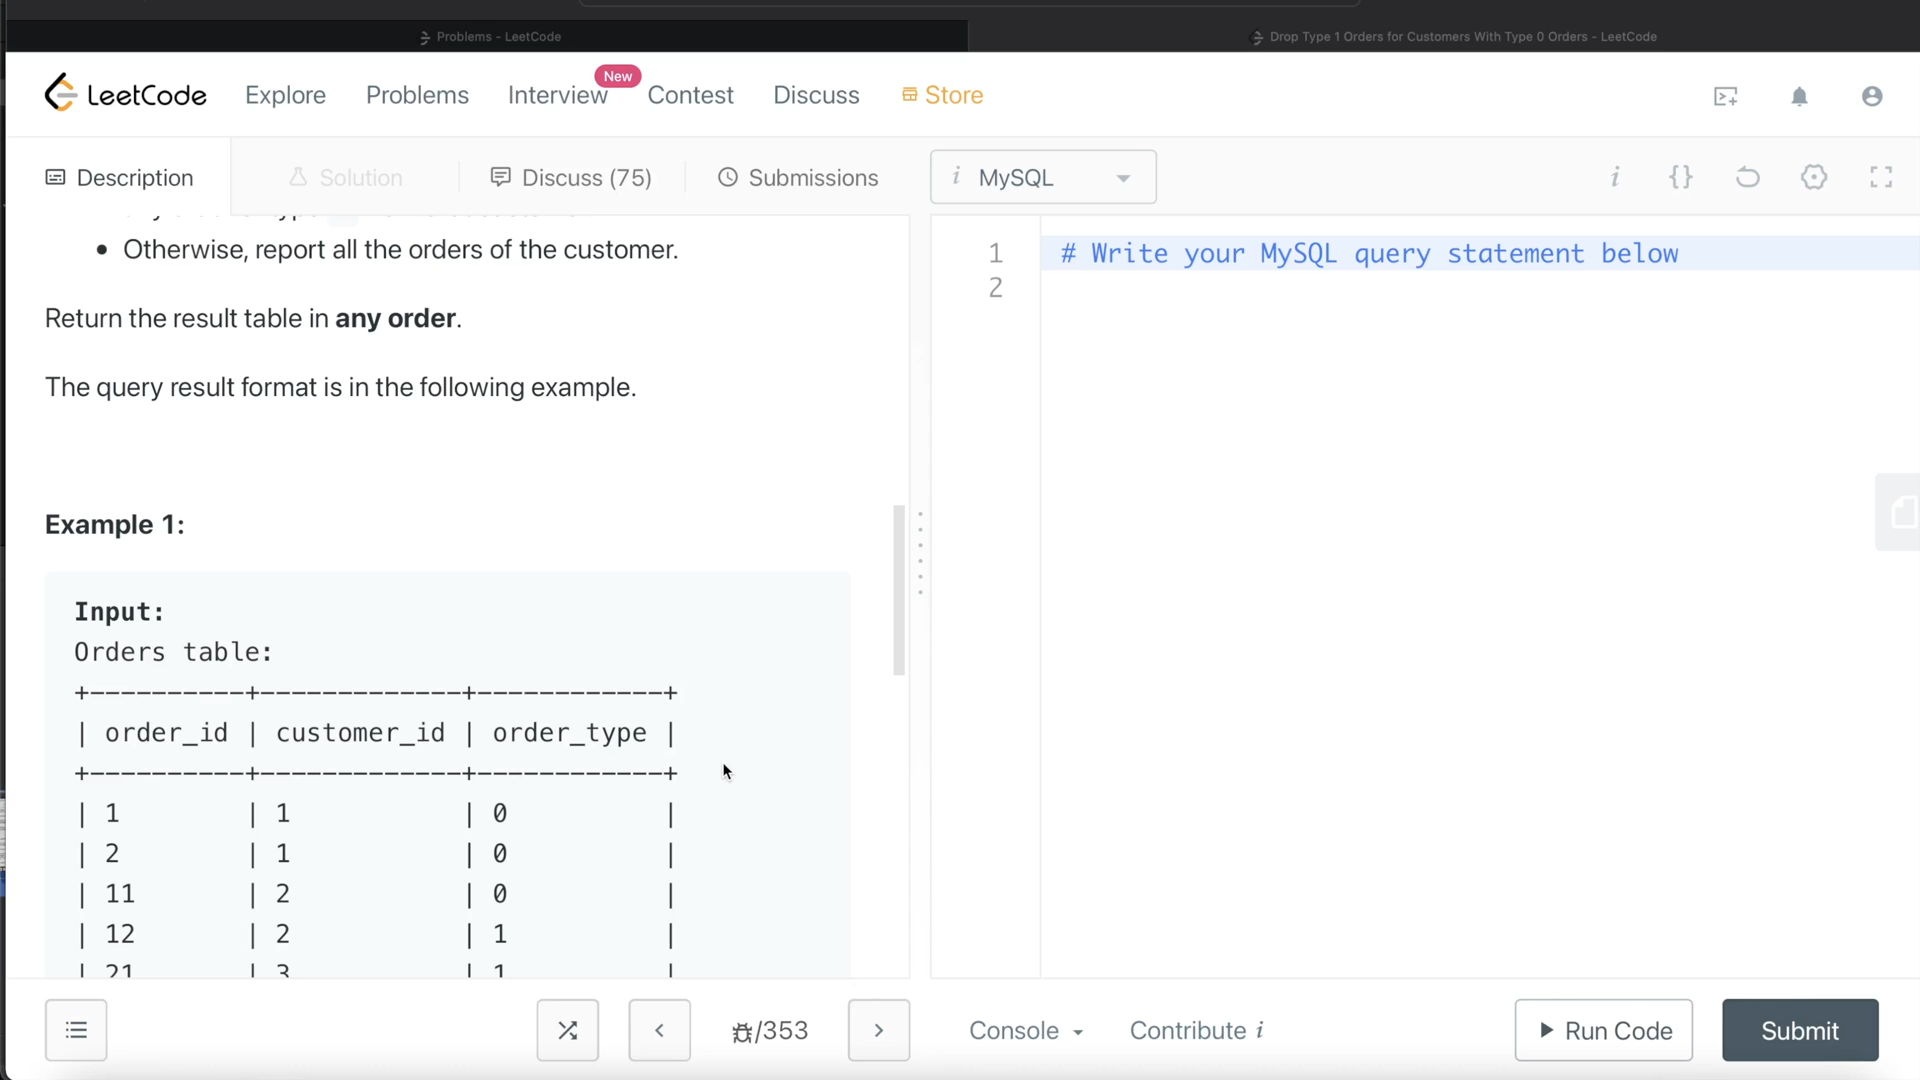 Problems - LeetCode
Drop Type 1 Orders for Customers With Type 0 Orders - LeetCode
LeetCode
Explore
Problems
Interview
New
Contest
Discuss
Store
Description
Solution
Discuss (75)
Submissions
i MySQL
i
{}
• Otherwise, report all the orders of the customer.
Return the result table in any order.
The query result format is in the following example.
Example 1:
Input:
Orders table:
+----------+-------------+------------+
| order_id | customer_id | order_type |
+----------+-------------+------------+
| 1 | 1 | 0 |
| 2 | 1 | 0 |
| 11 | 2 | 0 |
| 12 | 2 | 1 |
| 21 | 3 | 1
1 # Write your MySQL query statement below
2
/353
Console
Contribute i
Run Code
Submit